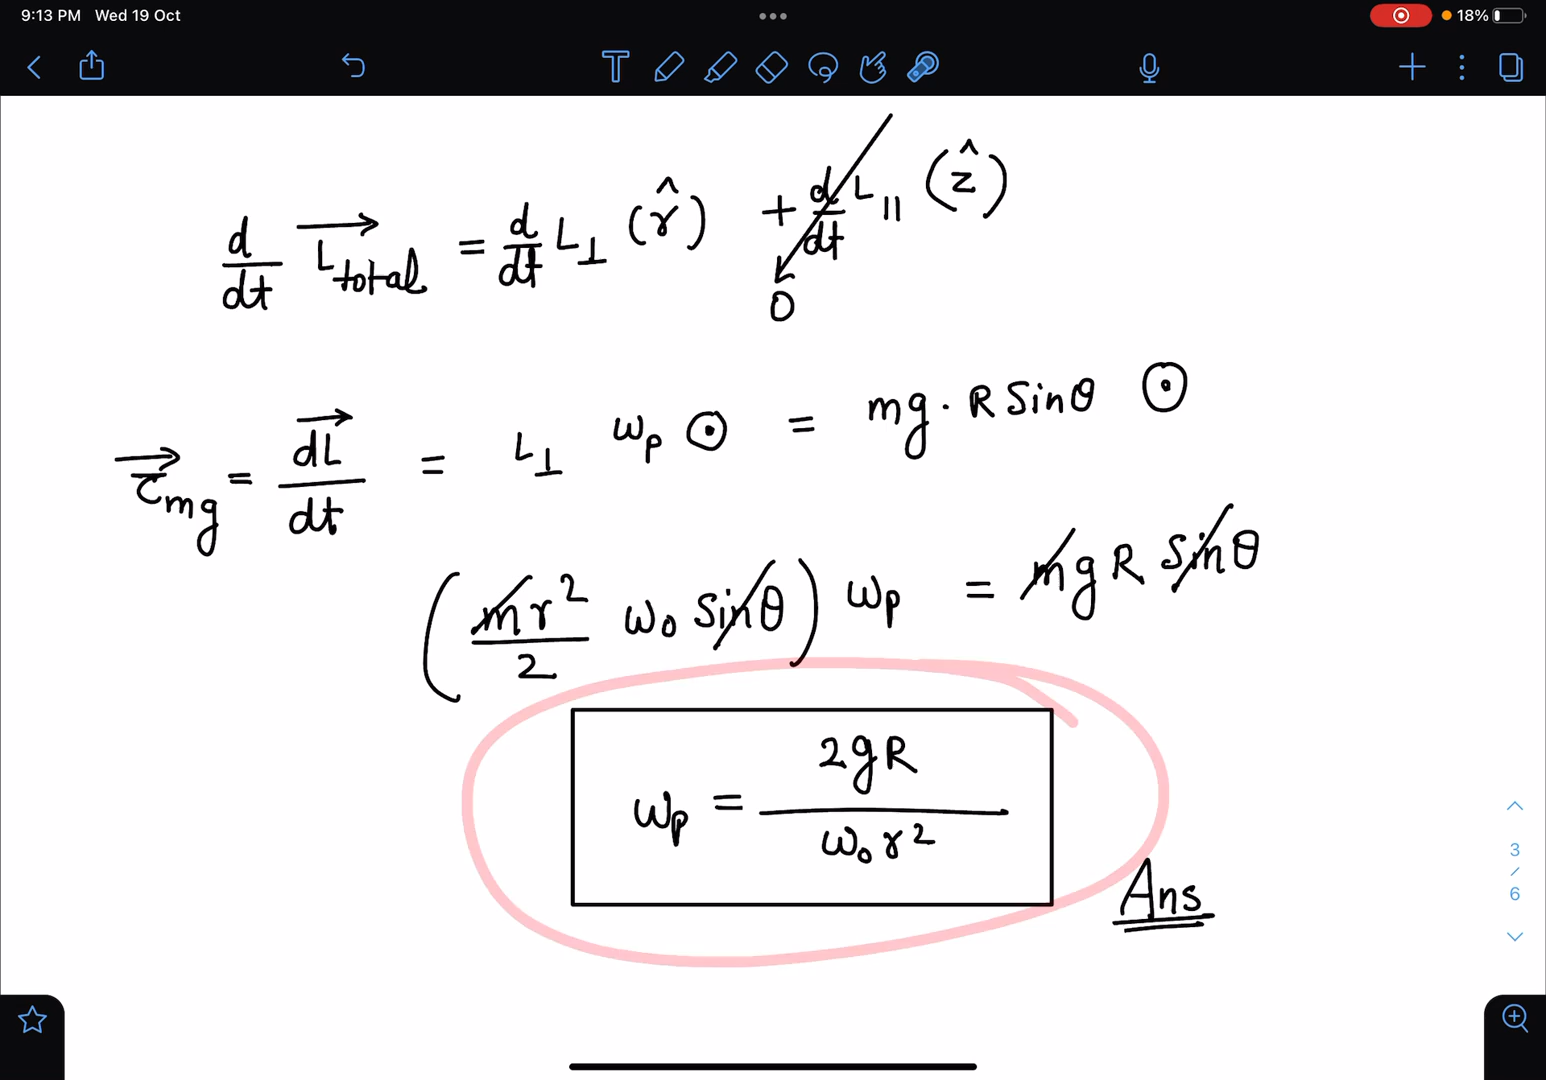 9:13 PM Wed 19 Oct
18%
d/dt L⃗total = d/dt L⊥ (r̂) + d/dt L|| (ẑ)
0
τ⃗mg = dL⃗/dt = L⊥ ωp ⊙ = mg · R Sinθ ⊙
(mr²/2 ω₀ Sinθ) ωp = mgR Sinθ
ωp = 2gR/ω₀r²
Ans
3
/
6